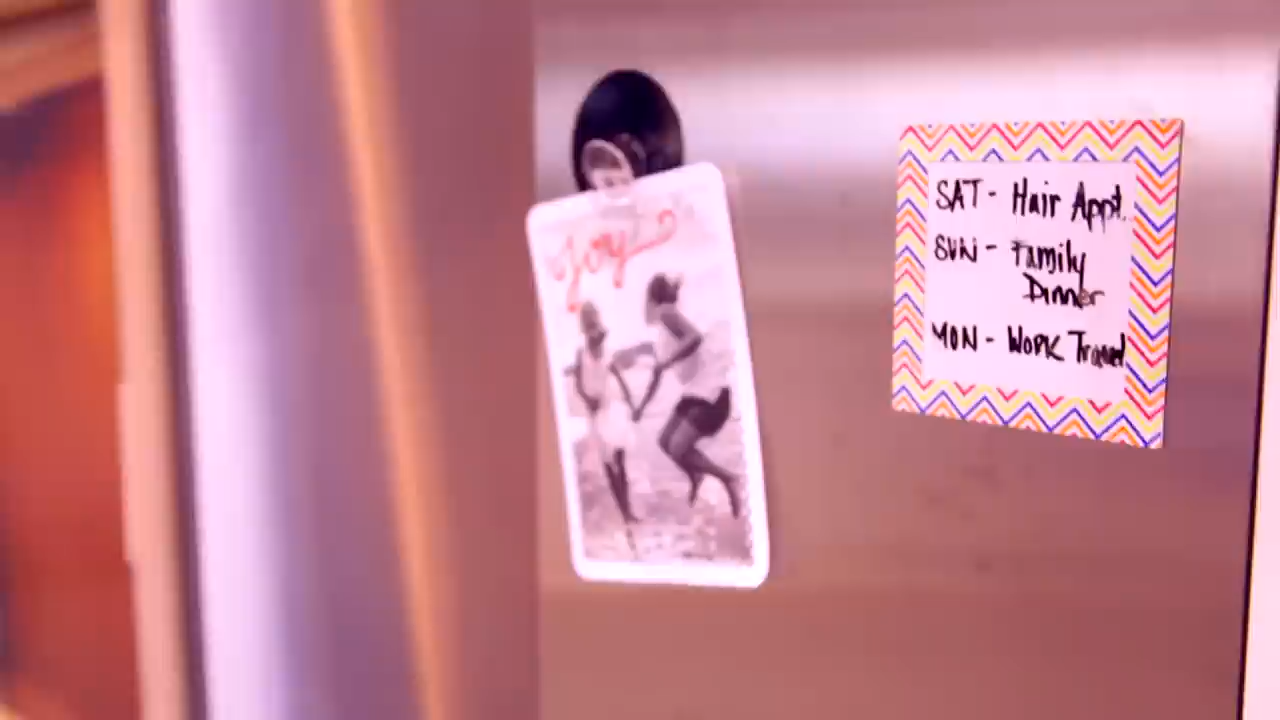 Joy
SAT - Hair Appt.
SUN - Family
Dinner
MON - WORK Travel